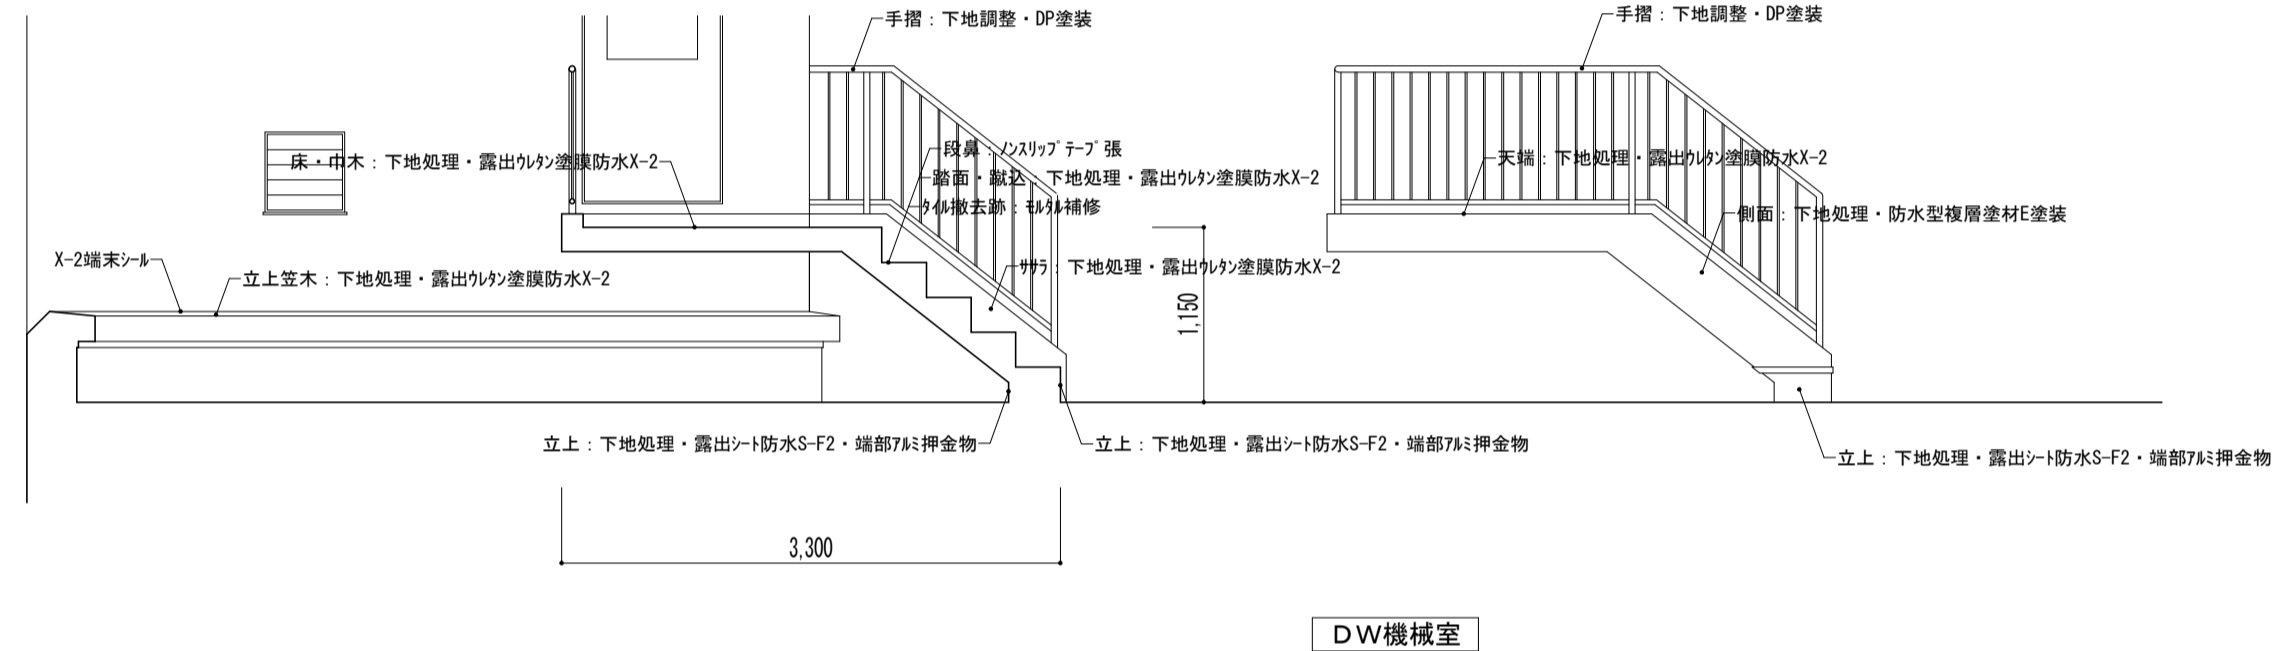 手摺：下地調整・DP塗装
手摺：下地調整・DP塗装
段鼻：ﾉﾝｽﾘｯﾌﾟﾃｰﾌﾟ張
床・巾木：下地処理・露出ｳﾚﾀﾝ塗膜防水X-2
天端：下地処理・露出ｳﾚﾀﾝ塗膜防水X-2
踏面・蹴込：下地処理・露出ｳﾚﾀﾝ塗膜防水X-2
ﾀｲﾙ撤去跡：ﾓﾙﾀﾙ補修
側面：下地処理・防水型複層塗材E塗装
X-2端末ｼｰﾙ
ｻｻﾗ：下地処理・露出ｳﾚﾀﾝ塗膜防水X-2
立上笠木：下地処理・露出ｳﾚﾀﾝ塗膜防水X-2
1,150
立上：下地処理・露出ｼｰﾄ防水S-F2・端部ｱﾙﾐ押金物
立上：下地処理・露出ｼｰﾄ防水S-F2・端部ｱﾙﾐ押金物
立上：下地処理・露出ｼｰﾄ防水S-F2・端部ｱﾙﾐ押金物
3,300
ＤＷ機械室